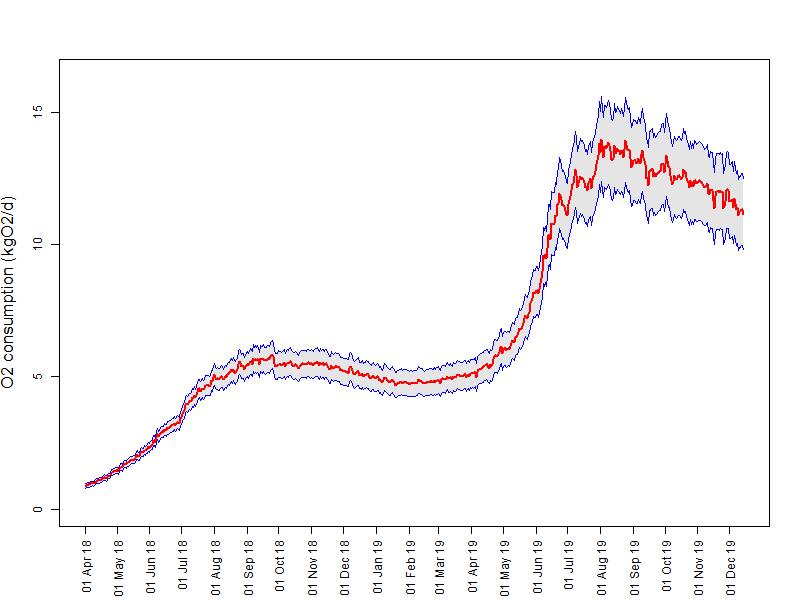 O2 consumption (kgO2/d)
15
10
5
0
01 Apr 18
01 May 18
01 Jun 18
01 Jul 18
01 Aug 18
01 Sep 18
01 Oct 18
01 Nov 18
01 Dec 18
01 Jan 19
01 Feb 19
01 Mar 19
01 Apr 19
01 May 19
01 Jun 19
01 Jul 19
01 Aug 19
01 Sep 19
01 Oct 19
01 Nov 19
01 Dec 19